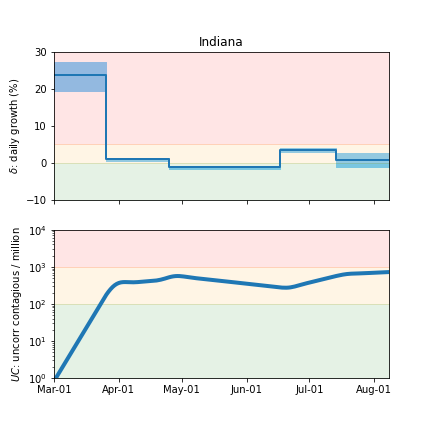 Indiana
δ: daily growth (%)
30
20
10
0
−10
UC: uncorr contagious / million
10⁴
10³
10²
10¹
10⁰
Mar-01 Apr-01 May-01 Jun-01 Jul-01 Aug-01